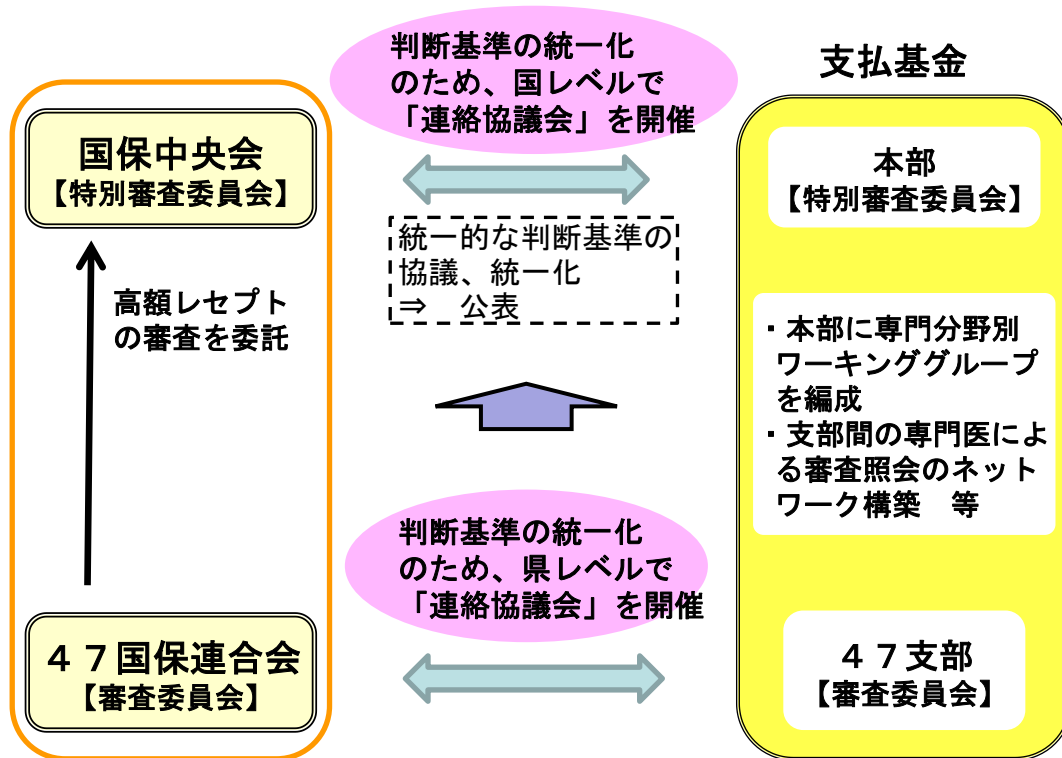 判断基準の統一化
のため、国レベルで
「連絡協議会」を開催
支払基金
国保中央会
【特別審査委員会】
本部
【特別審査委員会】
統一的な判断基準の
協議、統一化
⇒　公表
高額レセプト
の審査を委託
・本部に専門分野別
ワーキンググループ
を編成
・支部間の専門医によ
る審査照会のネット
ワーク構築　等
判断基準の統一化
のため、県レベルで
「連絡協議会」を開催
４７国保連合会
【審査委員会】
４７支部
【審査委員会】